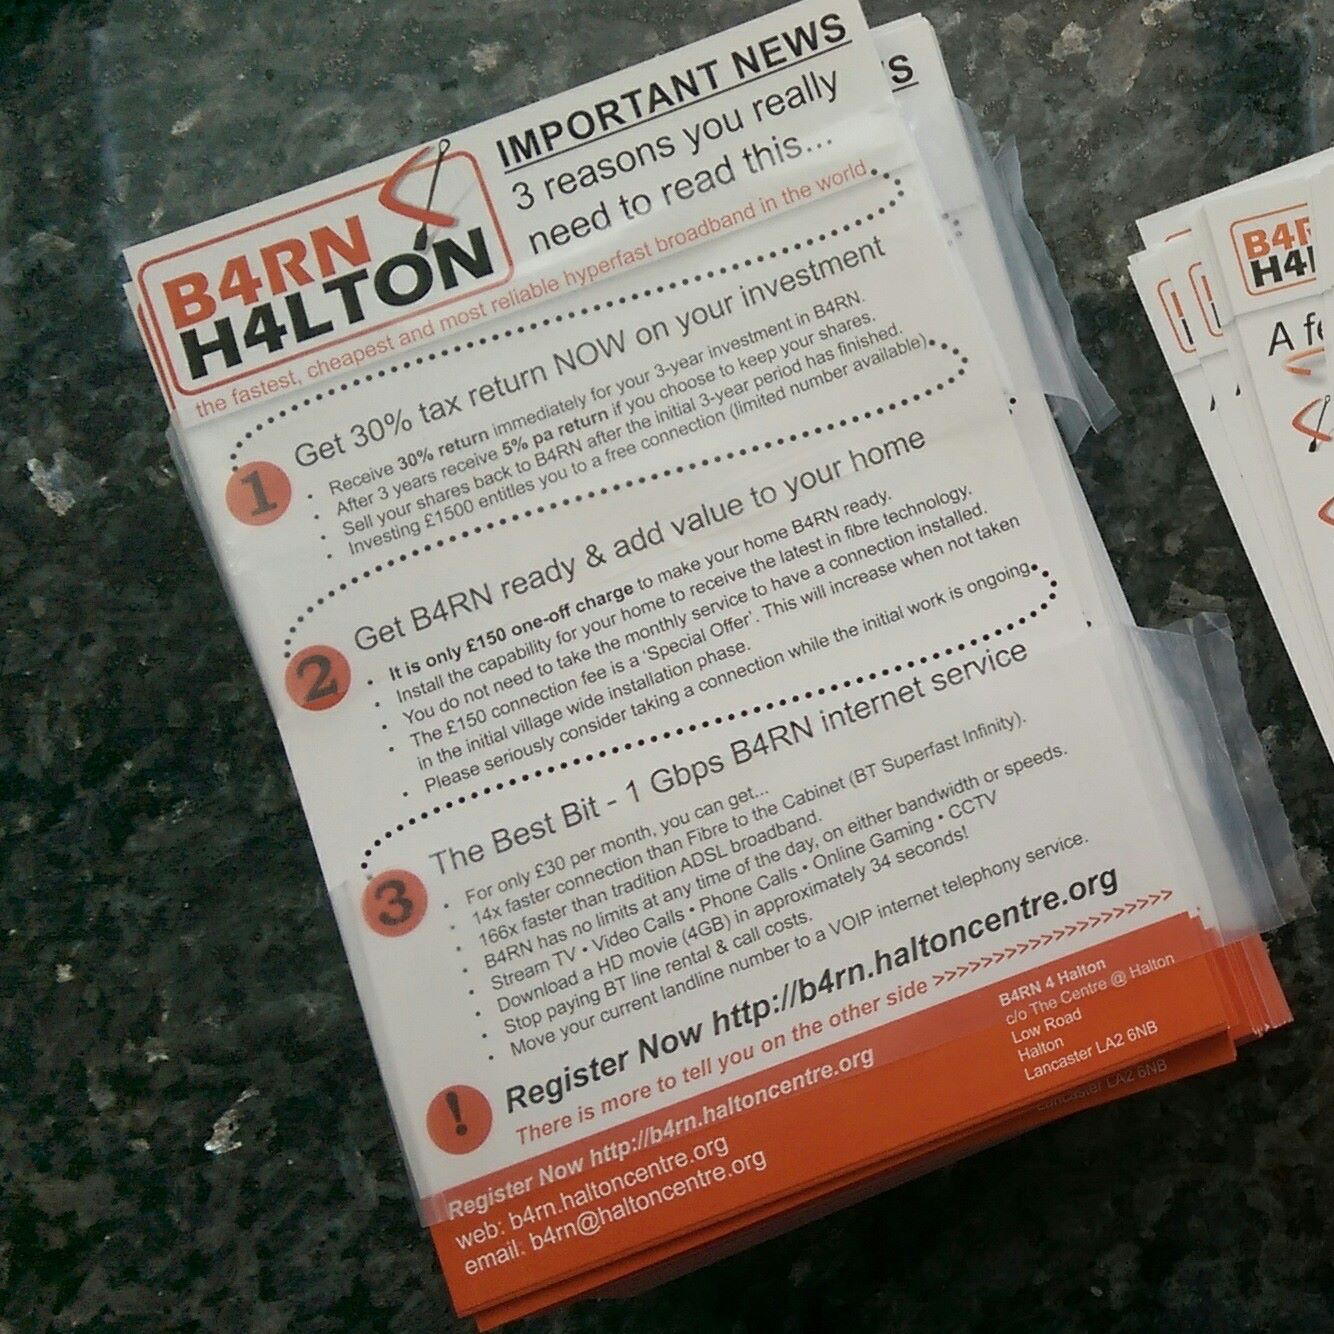 IMPORTANT NEWS
3 reasons you really
need to read this...
B4RN
H4LTON
the fastest, cheapest and most reliable hyperfast broadband in the world
1
Get 30% tax return NOW on your investment
• Receive 30% return immediately for your 3-year investment in B4RN.
• After 3 years receive 5% pa return if you choose to keep your shares.
• Sell your shares back to B4RN after the initial 3-year period has finished.
• Investing £1500 entitles you to a free connection (limited number available).
2
Get B4RN ready & add value to your home
• It is only £150 one-off charge to make your home B4RN ready.
• Install the capability for your home to receive the latest in fibre technology.
• You do not need to take the monthly service to have a connection installed.
• The £150 connection fee is a 'Special Offer'. This will increase when not taken
in the initial village wide installation phase.
• Please seriously consider taking a connection while the initial work is ongoing.
3
The Best Bit - 1 Gbps B4RN internet service
• For only £30 per month, you can get...
• 14x faster connection than Fibre to the Cabinet (BT Superfast Infinity).
• 166x faster than tradition ADSL broadband.
• B4RN has no limits at any time of the day, on either bandwidth or speeds.
• Stream TV • Video Calls • Phone Calls • Online Gaming • CCTV
• Download a HD movie (4GB) in approximately 34 seconds!
• Stop paying BT line rental & call costs.
• Move your current landline number to a VOIP internet telephony service.
!
Register Now http://b4rn.haltoncentre.org
There is more to tell you on the other side >>>>>>>>>>>>>>>>>>>>
Register Now http://b4rn.haltoncentre.org
web: b4rn.haltoncentre.org
email: b4rn@haltoncentre.org
B4RN 4 Halton
c/o The Centre @ Halton
Low Road
Halton
Lancaster LA2 6NB
Lancaster LA2 6NB
A